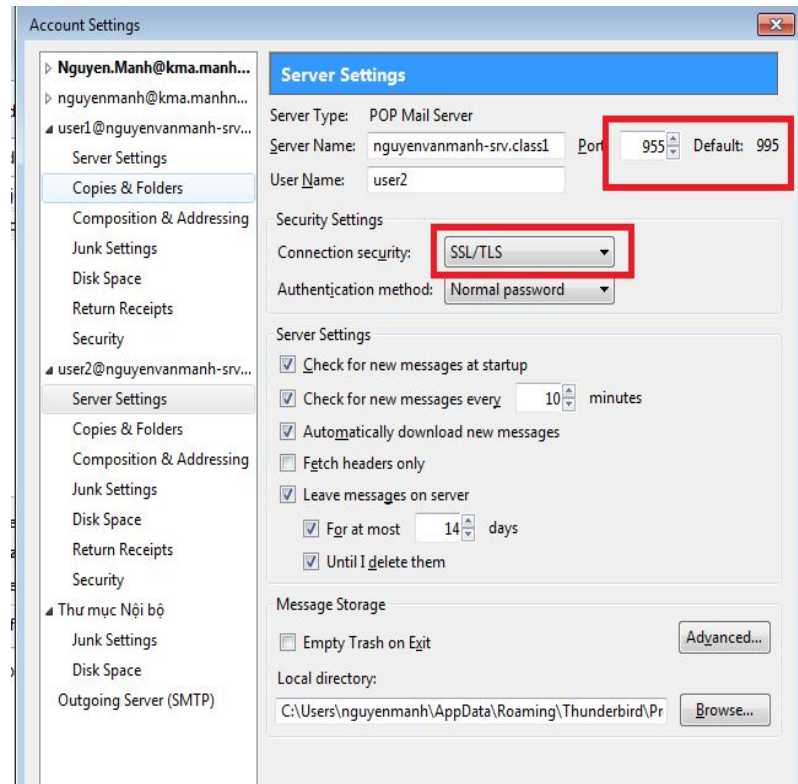 Account Settings
Nguyen.Manh@kma.manh...
nguyenmanh@kma.manhn...
user1@nguyenvanmanh-srv...
Server Settings
Copies & Folders
Composition & Addressing
Junk Settings
Disk Space
Return Receipts
Security
user2@nguyenvanmanh-srv...
Server Settings
Copies & Folders
Composition & Addressing
Junk Settings
Disk Space
Return Receipts
Security
Thư mục Nội bộ
Junk Settings
Disk Space
Outgoing Server (SMTP)
Server Settings
Server Type: POP Mail Server
Server Name: nguyenvanmanh-srv.class1 Port 955 Default: 995
User Name: user2
Security Settings
Connection security: SSL/TLS
Authentication method: Normal password
Server Settings
Check for new messages at startup
Check for new messages every 10 minutes
Automatically download new messages
Fetch headers only
Leave messages on server
For at most 14 days
Until I delete them
Message Storage
Empty Trash on Exit Advanced...
Local directory:
C:\Users\nguyenmanh\AppData\Roaming\Thunderbird\Pr Browse...